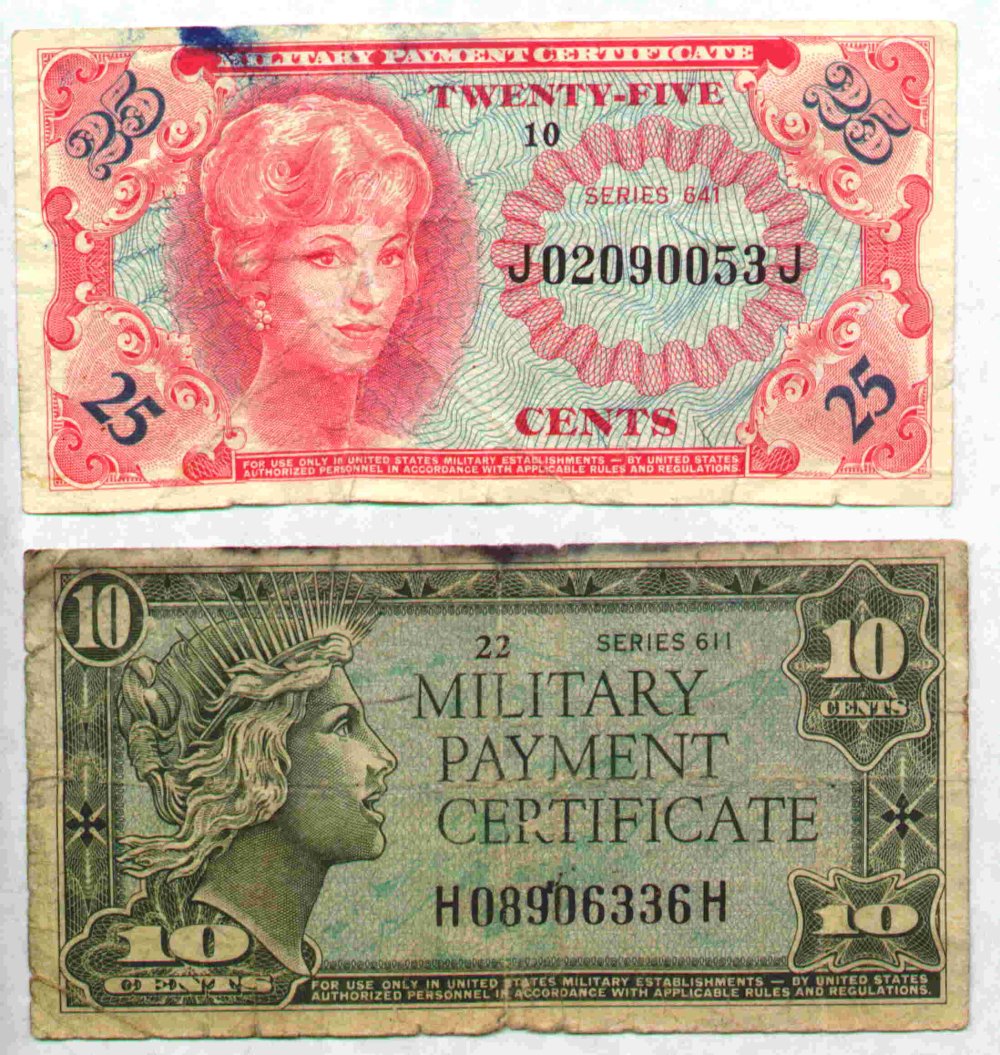 MILITARY PAYMENT CERTIFICATE
25
25
TWENTY-FIVE
10
SERIES 641
J02090053J
25
25
CENTS
FOR USE ONLY IN UNITED STATES MILITARY ESTABLISHMENTS — BY UNITED STATES
AUTHORIZED PERSONNEL IN ACCORDANCE WITH APPLICABLE RULES AND REGULATIONS.
10
22
SERIES 611
10
CENTS
MILITARY
PAYMENT
CERTIFICATE
H08906336H
10
10
CENTS
FOR USE ONLY IN UNITED STATES MILITARY ESTABLISHMENTS — BY UNITED STATES
AUTHORIZED PERSONNEL IN ACCORDANCE WITH APPLICABLE RULES AND REGULATIONS.